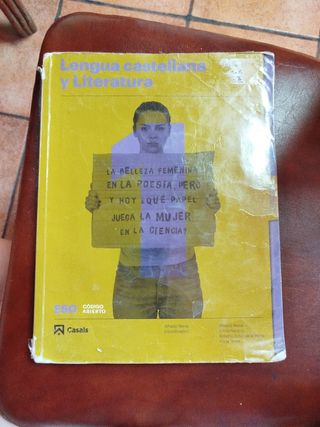 Lengua castellana
y Literatura
LA BELLEZA FEMENINA
EN LA POESÍA, PERO
Y HOY ¿QUÉ PAPEL
JUEGA LA MUJER
EN LA CIENCIA?
ESO
CÓDIGO
ABIERTO
Casals